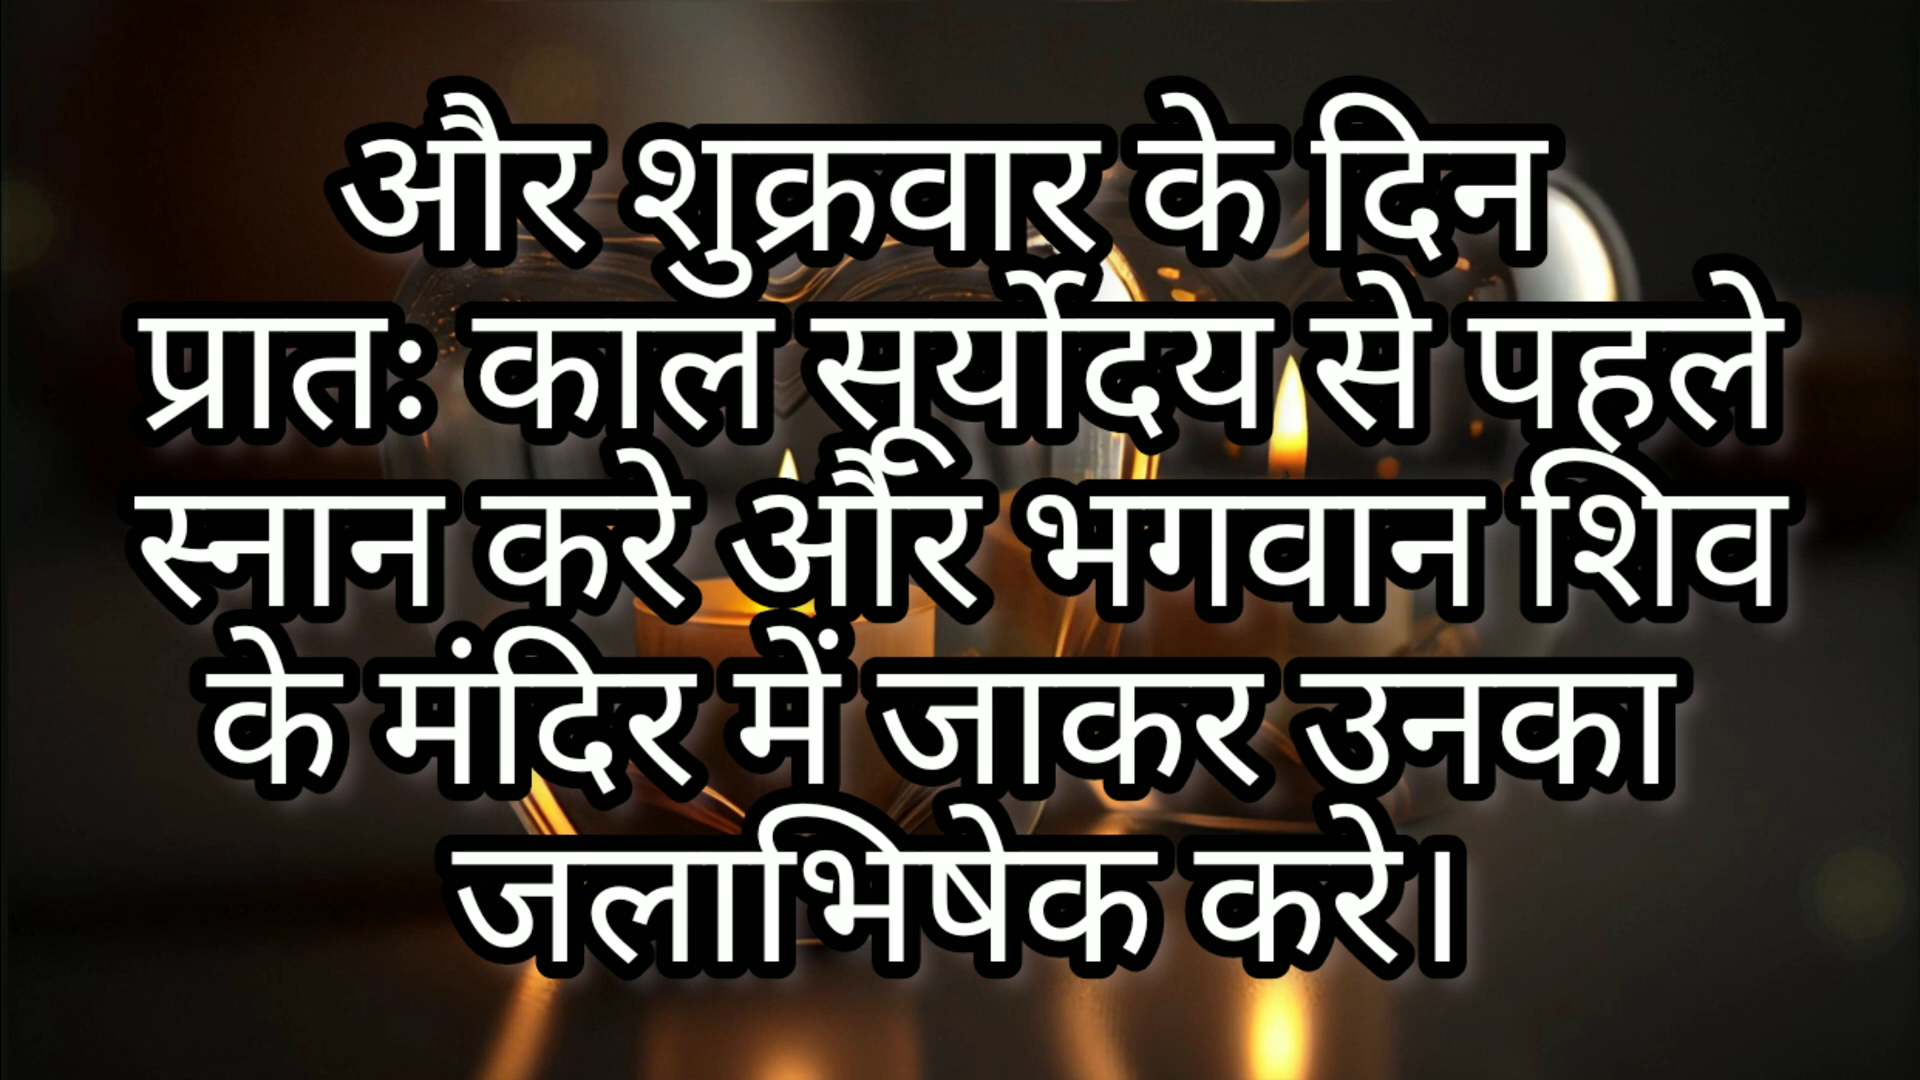 और शुक्रवार के दिन
प्रातः काल सूर्योदय से पहले
स्नान करे और भगवान शिव
के मंदिर में जाकर उनका
जलाभिषेक करे।